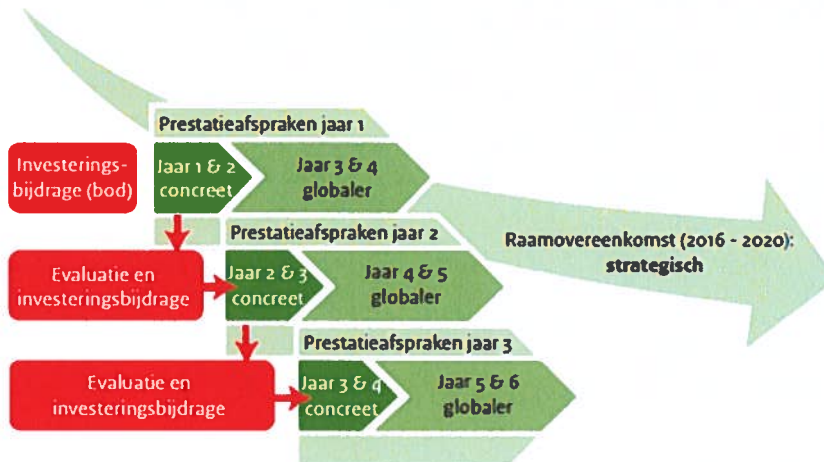 Prestatieafspraken jaar 1
Investerings-
bijdrage (bod)
Jaar 1 & 2
concreet
Jaar 3 & 4
globaler
Prestatieafspraken jaar 2
Raamovereenkomst (2016 - 2020):
strategisch
Evaluatie en
investeringsbijdrage
Jaar 2 & 3
concreet
Jaar 4 & 5
globaler
Prestatieafspraken jaar 3
Evaluatie en
investeringsbijdrage
Jaar 3 & 4
concreet
Jaar 5 & 6
globaler